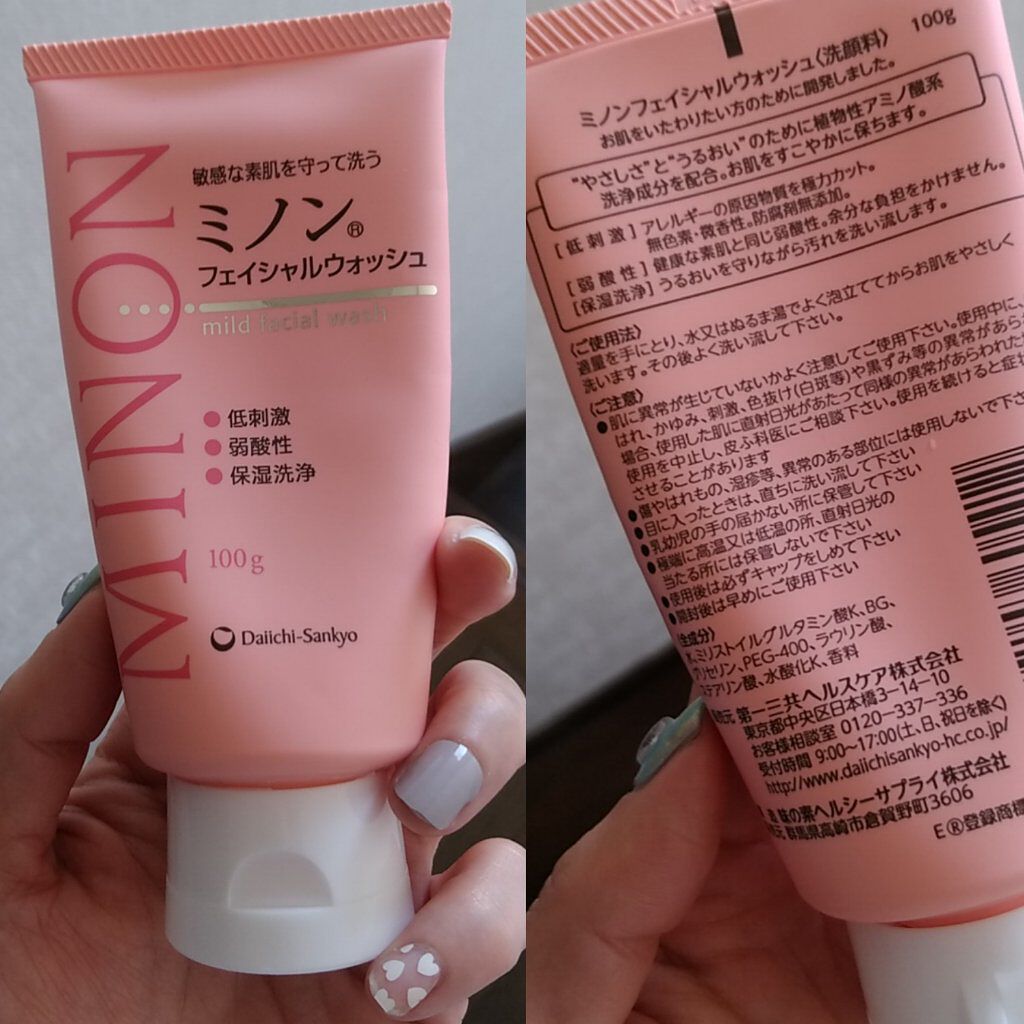 MINON
敏感な素肌を守って洗う
ミノン®
フェイシャルウォッシュ
mild facial wash
● 低刺激
● 弱酸性
● 保湿洗浄
100g
Daiichi-Sankyo
ミノンフェイシャルウォッシュ〈洗顔料〉 100g
お肌をいたわりたい方のために開発しました。
"やさしさ"と"うるおい"のために植物性アミノ酸系
洗浄成分を配合。お肌をすこやかに保ちます。
[低刺激] アレルギーの原因物質を極力カット。
無色素・微香性。防腐剤無添加。
[弱酸性] 健康な素肌と同じ弱酸性。余分な負担をかけません。
[保湿洗浄] うるおいを守りながら汚れを洗い流します。
〈ご使用法〉
適量を手にとり、水又はぬるま湯でよく泡立ててからお肌をやさしく
洗います。その後よく洗い流して下さい。
〈ご注意〉
●肌に異常が生じていないかよく注意してご使用下さい。使用中に、
はれ、かゆみ、刺激、色抜け(白斑等)や黒ずみ等の異常があら
場合、使用した肌に直射日光があたって同様の異常があらわれた
使用を中止し、皮ふ科医にご相談下さい。使用を続けると症状
させることがあります
●傷やはれもの、湿疹等、異常のある部位には使用しないで下さ
●目に入ったときは、直ちに洗い流して下さい
●乳幼児の手の届かない所に保管して下さい
●極端に高温又は低温の所、直射日光の
当たる所には保管しないで下さい
●使用後は必ずキャップをしめて下さい
●開封後は早めにご使用下さい
全成分〉
ミリストイルグルタミン酸K、BG、
リセリン、PEG-400、ラウリン酸、
ステアリン酸、水酸化K、香料
元 第一三共ヘルスケア株式会社
東京都中央区日本橋3-14-10
お客様相談室 0120-337-336
受付時間 9:00~17:00(土、日、祝日を除く)
http://www.daiichisankyo-hc.co.jp/
味の素ヘルシーサプライ株式会社
元 群馬県高崎市倉賀野町3606
E ®登録商標